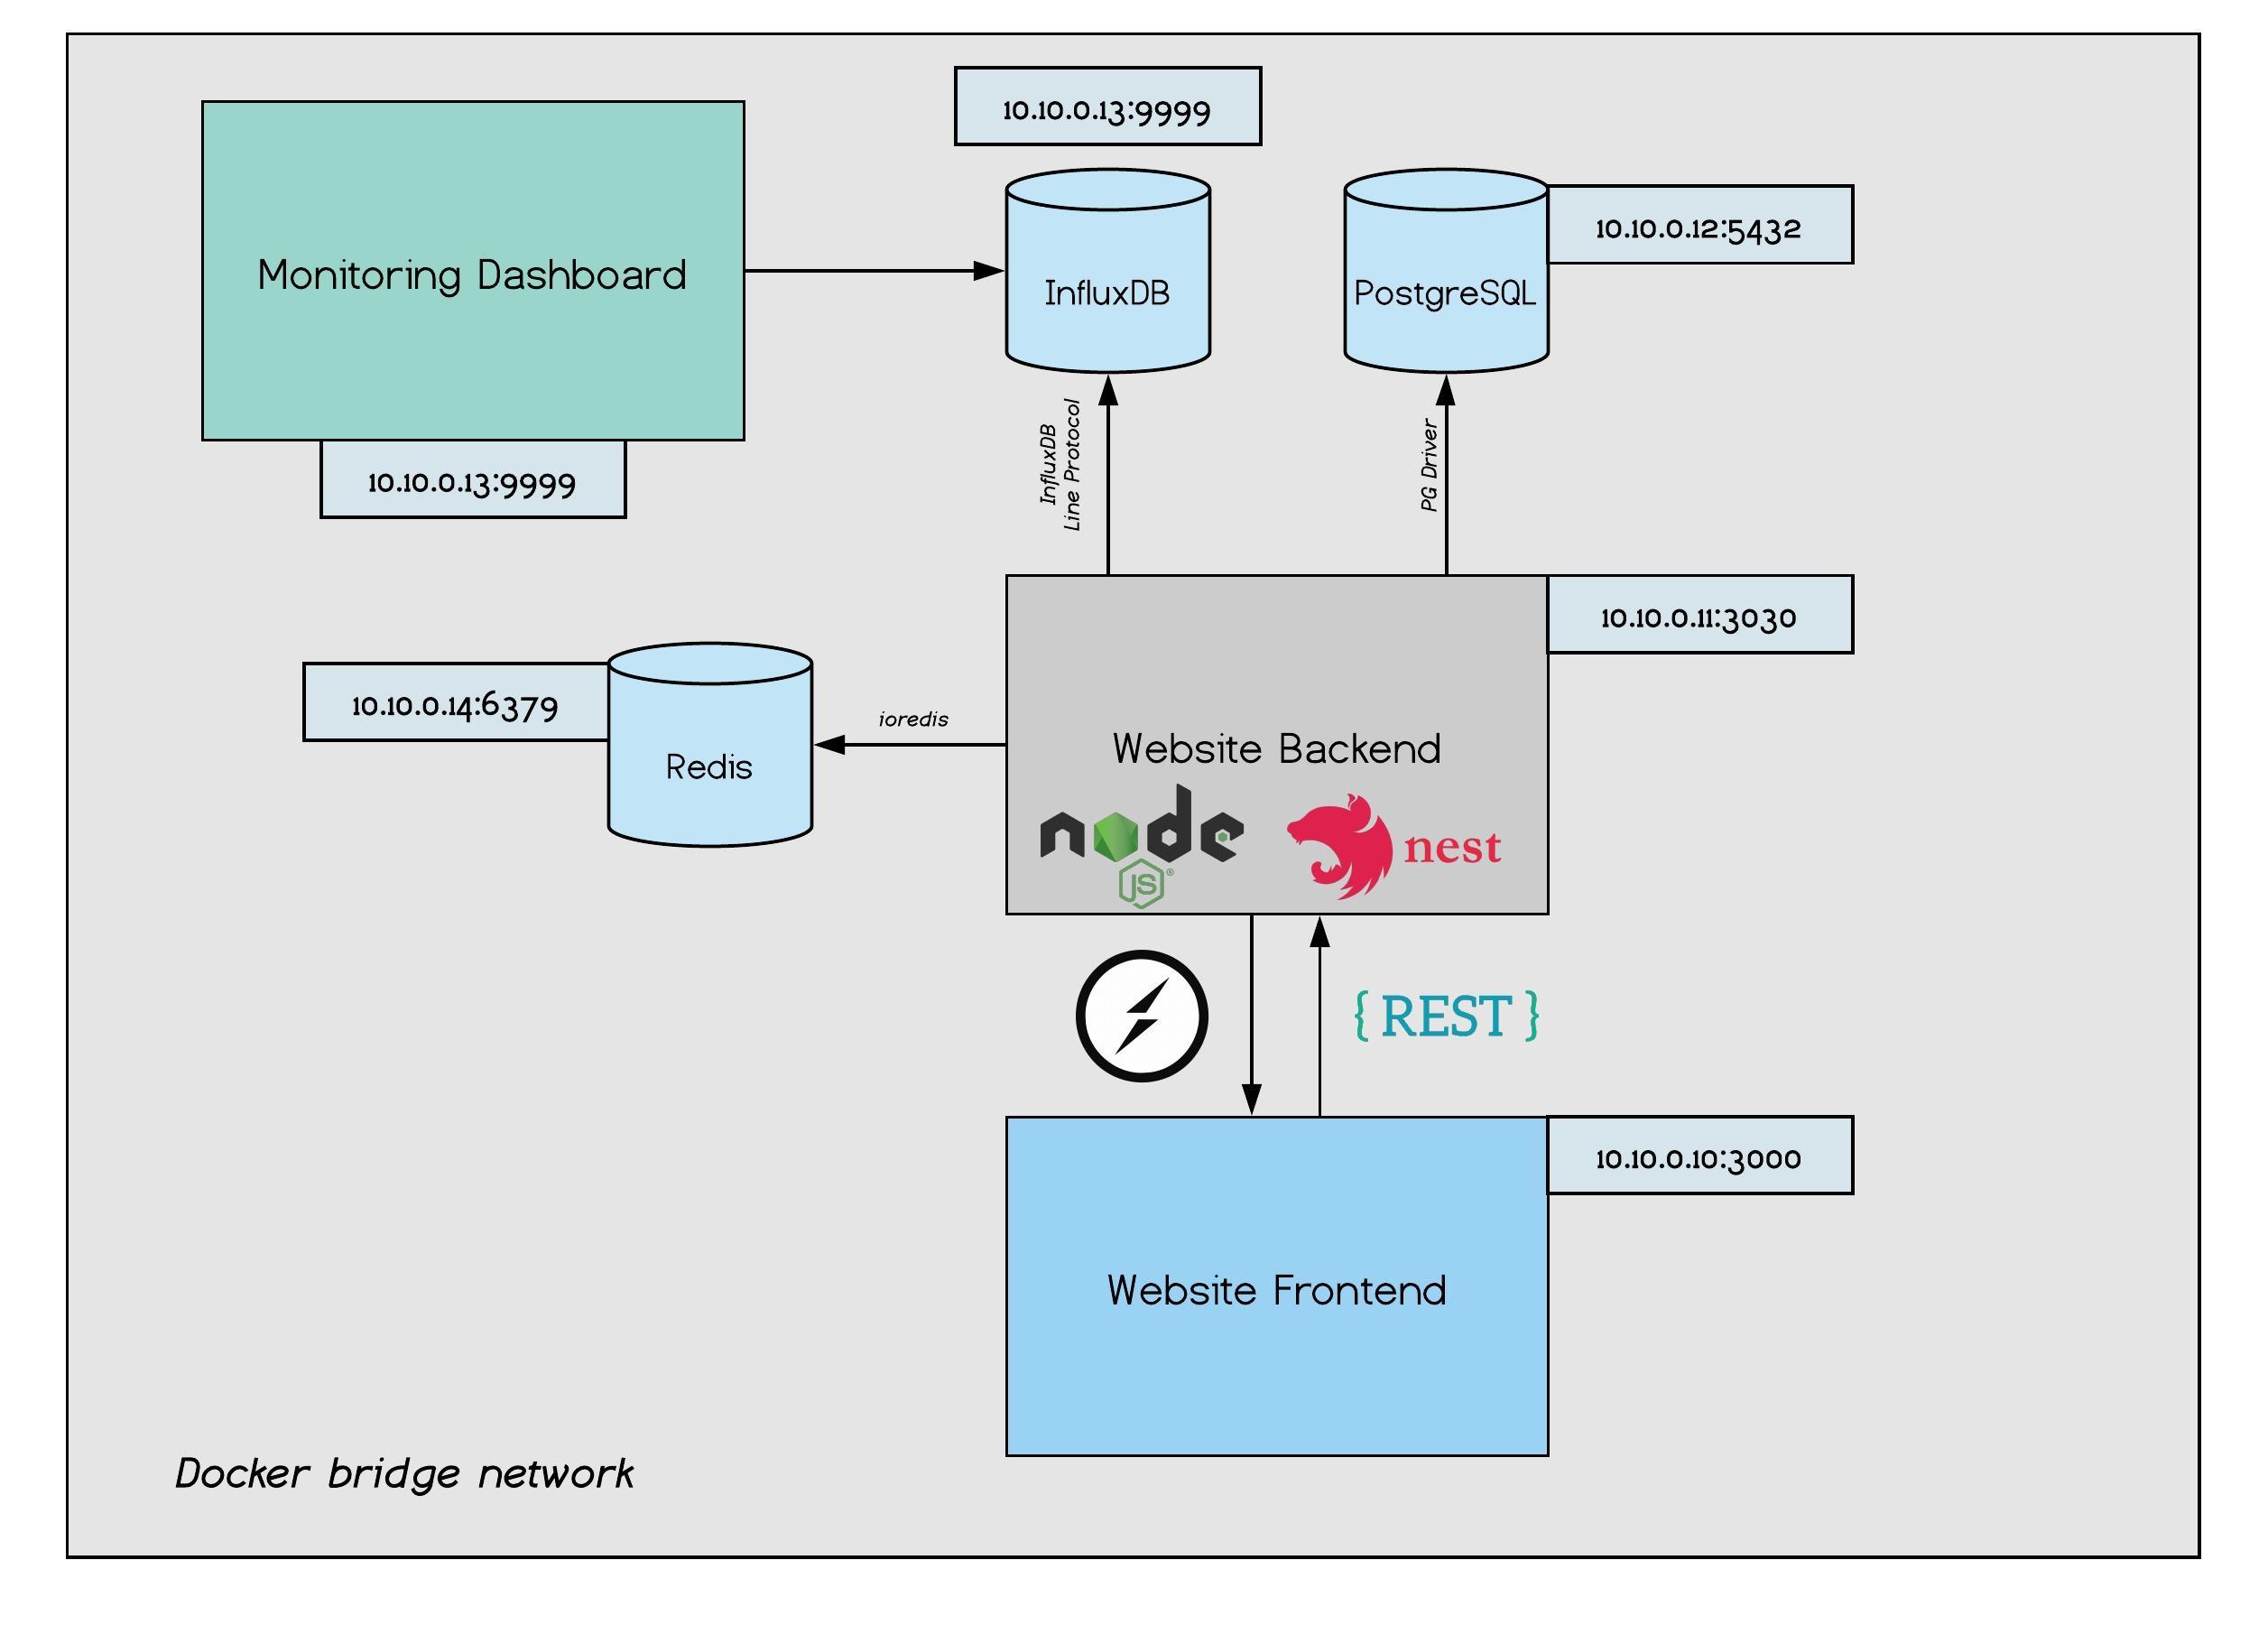 10.10.0.13:9999
Monitoring Dashboard
InfluxDB
PostgreSQL
10.10.0.12:5432
10.10.0.13:9999
InfluxDB
Line Protocol
PG Driver
10.10.0.11:3030
10.10.0.14:6379
Redis
ioredis
Website Backend
node
JS®
nest
{ REST }
10.10.0.10:3000
Website Frontend
Docker bridge network